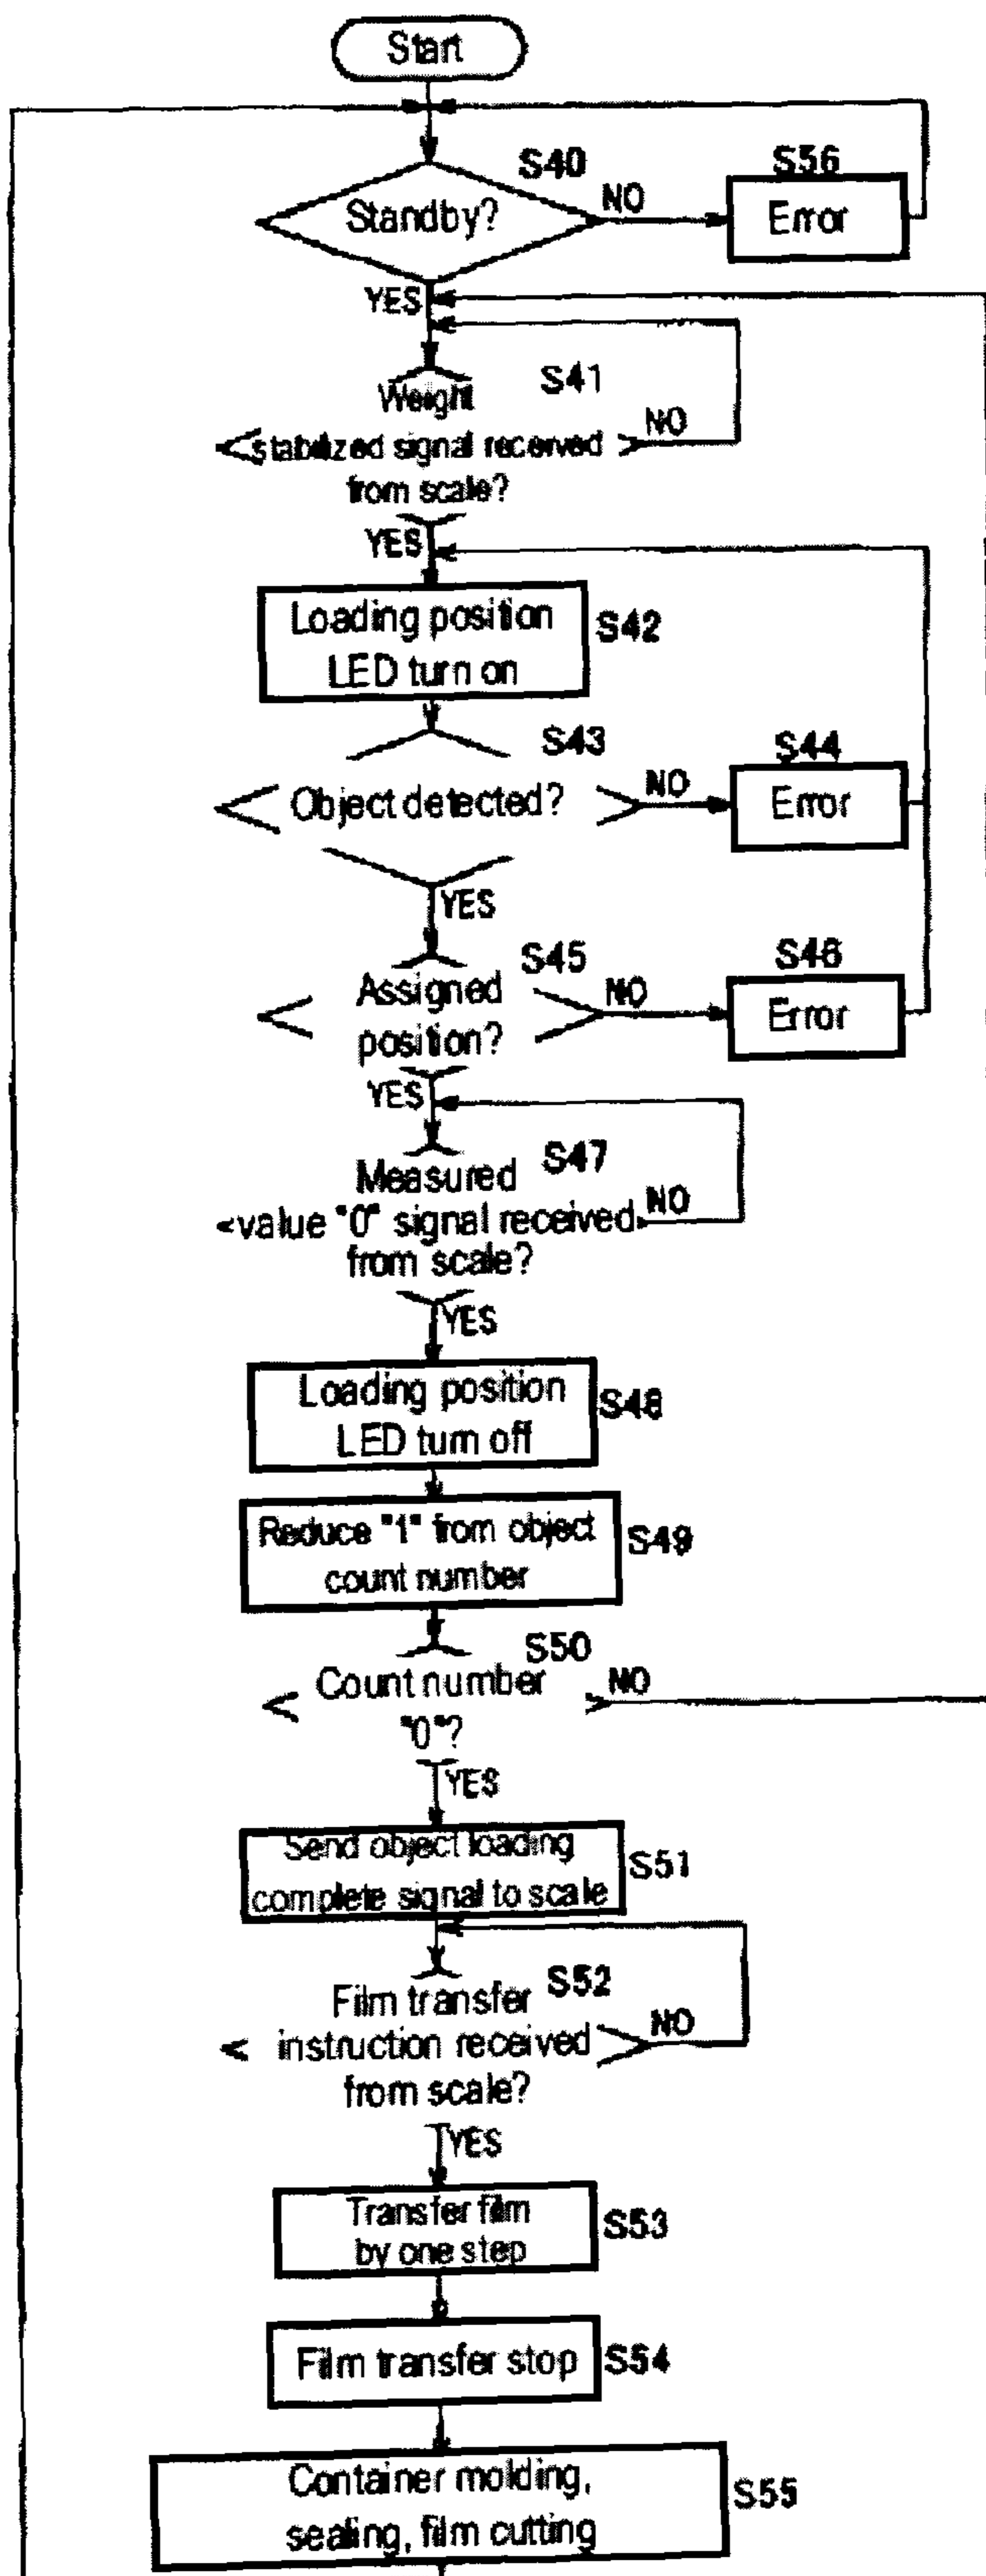 Start
S40
S56
Standby?
NO
Error
YES
S41
Weight
stabilized signal received
NO
from scale?
YES
Loading position
LED turn on
S42
S43
S44
Object detected?
NO
Error
YES
S45
S46
Assigned
position?
NO
Error
YES
S47
Measured
value "0" signal received
NO
from scale?
YES
Loading position
LED turn off
S48
Reduce "1" from object
count number
S49
S50
Count number
"0"?
NO
YES
Send object loading
complete signal to scale
S51
S52
Film transfer
instruction received
from scale?
NO
YES
Transfer film
by one step
S53
Film transfer stop
S54
Container molding,
sealing, film cutting
S55